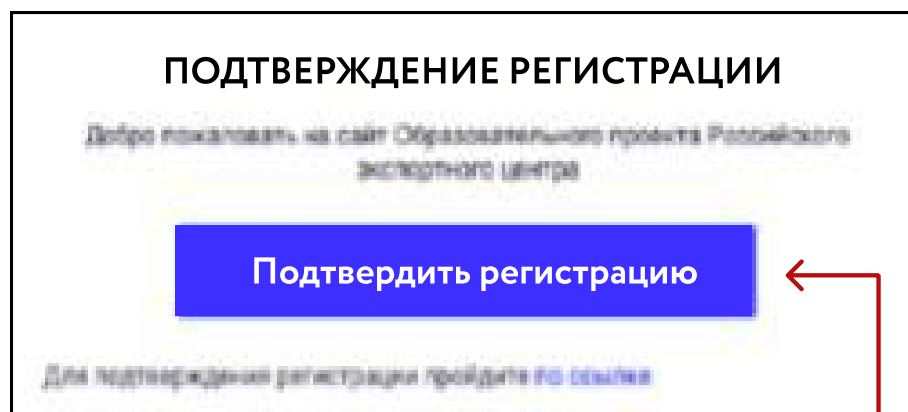 ПОДТВЕРЖДЕНИЕ РЕГИСТРАЦИИ
Добро пожаловать на сайт Образовательного проекта Российского
экспортного центра
Подтвердить регистрацию
Для подтверждения регистрации пройдите по ссылке